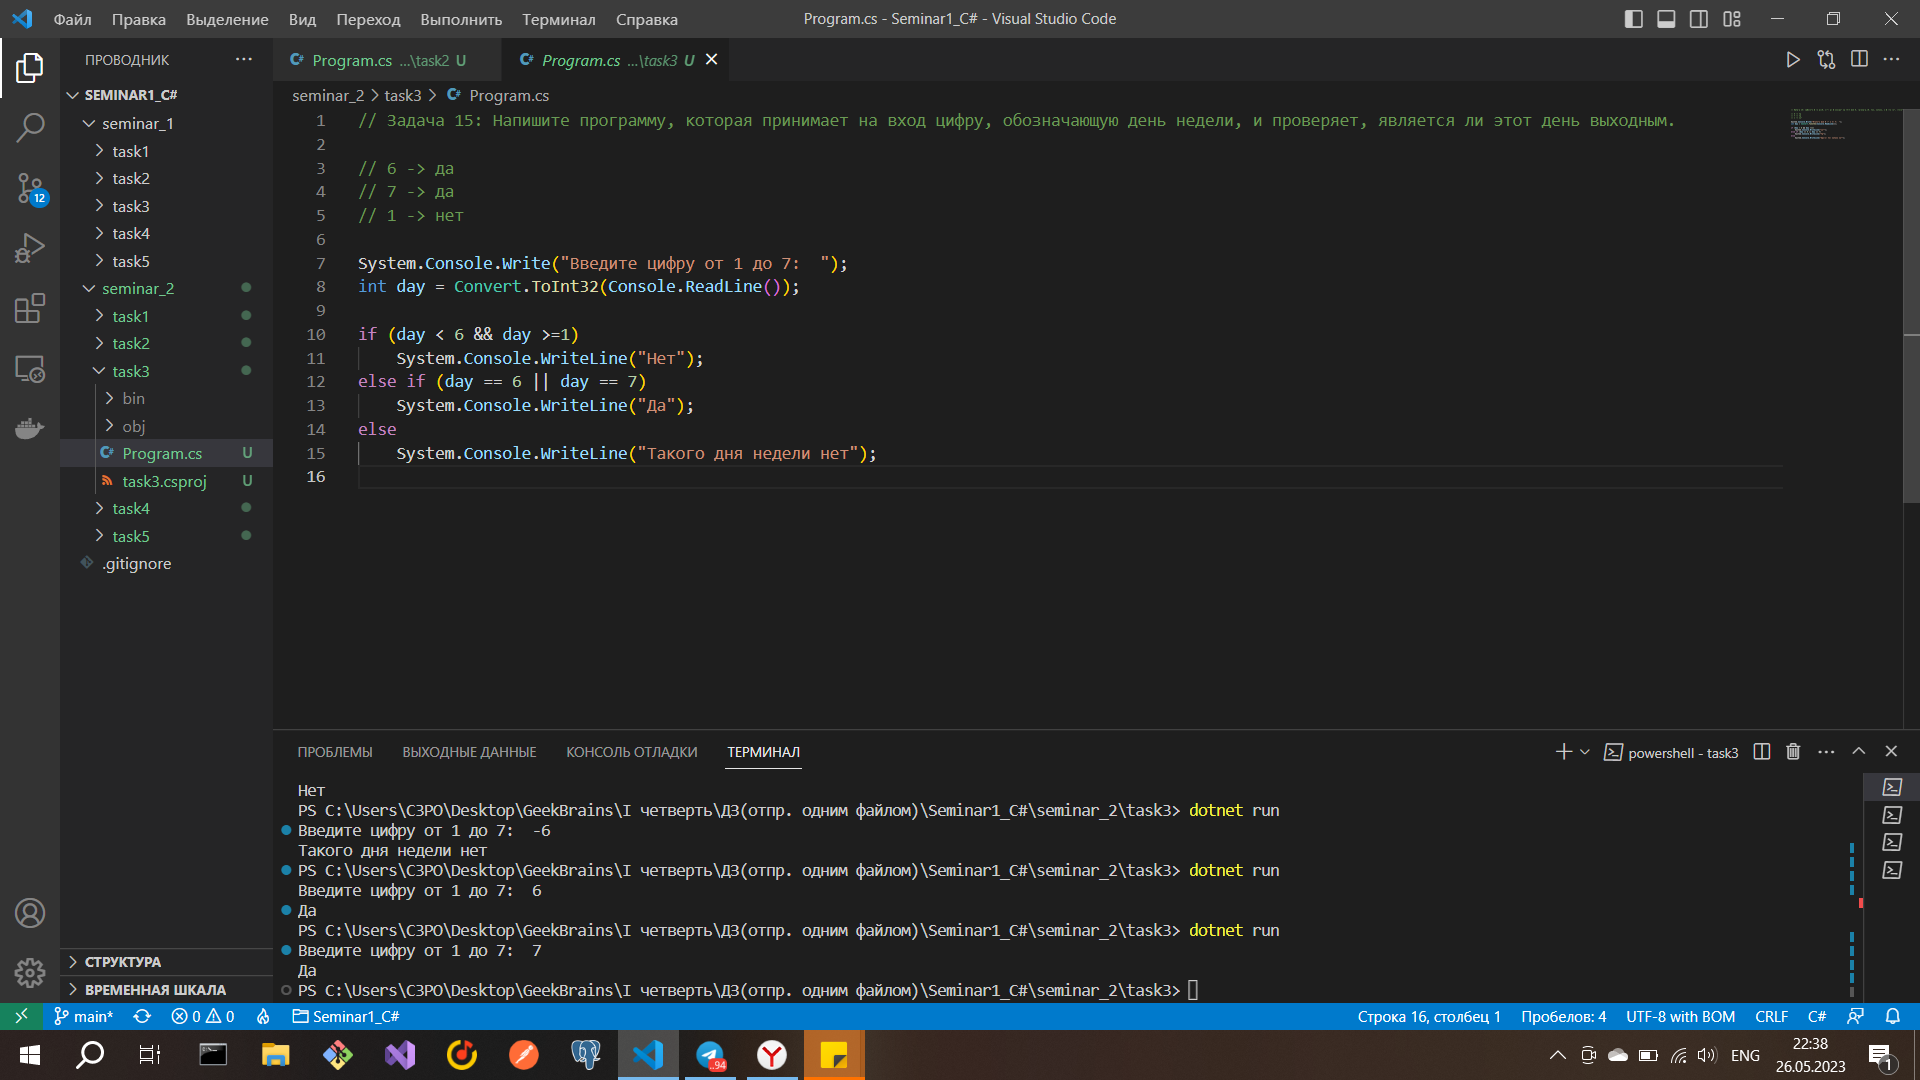 Файл Правка Выделение Вид Переход Выполнить Терминал Справка
Program.cs - Seminar1_C# - Visual Studio Code
ПРОВОДНИК
Program.cs ...\task2 U
Program.cs ...\task3 U
SEMINAR1_C#
seminar_1
task1
task2
task3
task4
task5
seminar_2
task1
task2
task3
bin
obj
Program.cs U
task3.csproj U
task4
task5
.gitignore
СТРУКТУРА
ВРЕМЕННАЯ ШКАЛА
12
seminar_2 > task3 > Program.cs
1 // Задача 15: Напишите программу, которая принимает на вход цифру, обозначающую день недели, и проверяет, является ли этот день выходным.
2
3 // 6 -> да
4 // 7 -> да
5 // 1 -> нет
6
7 System.Console.Write("Введите цифру от 1 до 7:  ");
8 int day = Convert.ToInt32(Console.ReadLine());
9
10 if (day < 6 && day >=1)
11     System.Console.WriteLine("Нет");
12 else if (day == 6 || day == 7)
13     System.Console.WriteLine("Да");
14 else
15     System.Console.WriteLine("Такого дня недели нет");
16
ПРОБЛЕМЫ ВЫХОДНЫЕ ДАННЫЕ КОНСОЛЬ ОТЛАДКИ ТЕРМИНАЛ
powershell - task3
Нет
PS C:\Users\C3PO\Desktop\GeekBrains\I четверть\ДЗ(отпр. одним файлом)\Seminar1_C#\seminar_2\task3> dotnet run
Введите цифру от 1 до 7:  -6
Такого дня недели нет
PS C:\Users\C3PO\Desktop\GeekBrains\I четверть\ДЗ(отпр. одним файлом)\Seminar1_C#\seminar_2\task3> dotnet run
Введите цифру от 1 до 7:  6
Да
PS C:\Users\C3PO\Desktop\GeekBrains\I четверть\ДЗ(отпр. одним файлом)\Seminar1_C#\seminar_2\task3> dotnet run
Введите цифру от 1 до 7:  7
Да
PS C:\Users\C3PO\Desktop\GeekBrains\I четверть\ДЗ(отпр. одним файлом)\Seminar1_C#\seminar_2\task3>
main* 0 0 Seminar1_C#
Строка 16, столбец 1 Пробелов: 4 UTF-8 with BOM CRLF C#
..94
ENG
22:38
26.05.2023
1